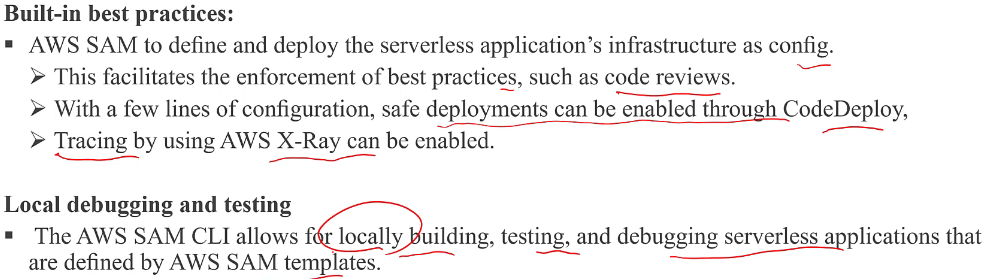 Built-in best practices:
▪ AWS SAM to define and deploy the serverless application's infrastructure as config.
➢ This facilitates the enforcement of best practices, such as code reviews.
➢ With a few lines of configuration, safe deployments can be enabled through CodeDeploy,
➢ Tracing by using AWS X-Ray can be enabled.
Local debugging and testing
▪ The AWS SAM CLI allows for locally building, testing, and debugging serverless applications that
are defined by AWS SAM templates.